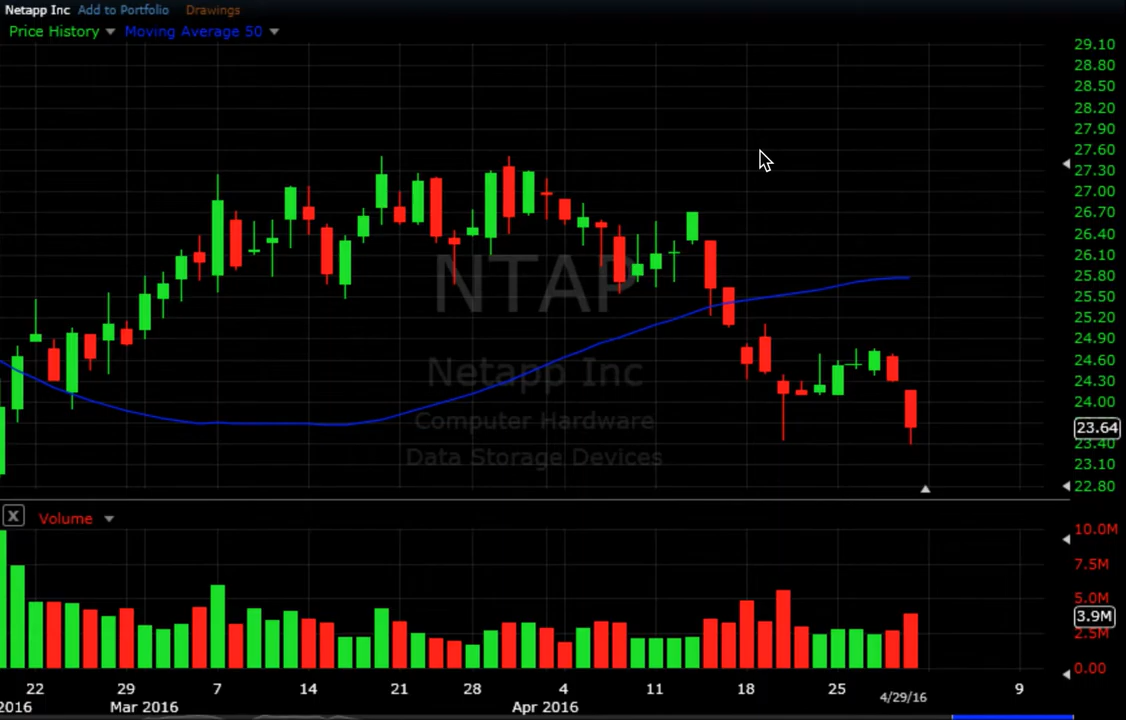 Netapp Inc Add to Portfolio Drawings
Price History Moving Average 50
29.10
28.80
28.50
28.20
27.90
27.60
27.30
27.00
26.70
26.40
26.10
25.80
25.50
25.20
24.90
24.60
24.30
24.00
23.64
23.40
23.10
22.80
NTAP
Netapp Inc
Computer Hardware
Data Storage Devices
X Volume
10.0M
7.5M
5.0M
3.9M
2.5M
0.00
22 29 7 14 21 28 4 11 18 25 4/29/16 9
2016 Mar 2016 Apr 2016